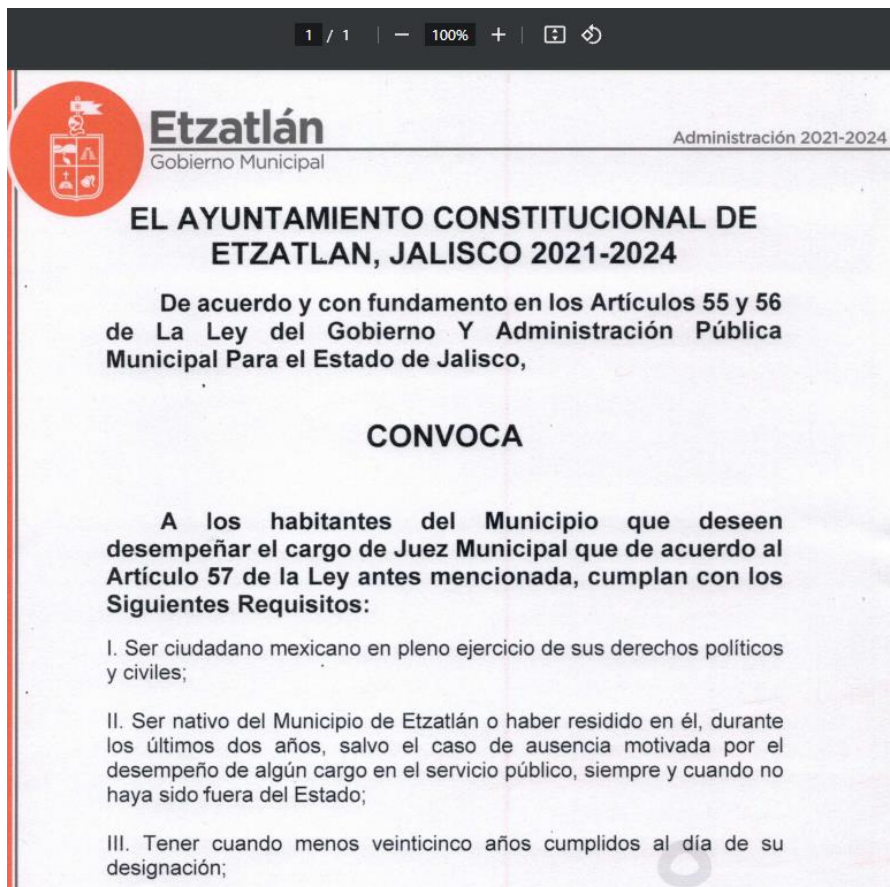 1 / 1 | — 100% + |
Etzatlán
Gobierno Municipal
Administración 2021-2024
EL AYUNTAMIENTO CONSTITUCIONAL DE
ETZATLAN, JALISCO 2021-2024
De acuerdo y con fundamento en los Artículos 55 y 56
de La Ley del Gobierno Y Administración Pública
Municipal Para el Estado de Jalisco,
CONVOCA
A los habitantes del Municipio que deseen
desempeñar el cargo de Juez Municipal que de acuerdo al
Artículo 57 de la Ley antes mencionada, cumplan con los
Siguientes Requisitos:
I. Ser ciudadano mexicano en pleno ejercicio de sus derechos políticos
y civiles;
II. Ser nativo del Municipio de Etzatlán o haber residido en él, durante
los últimos dos años, salvo el caso de ausencia motivada por el
desempeño de algún cargo en el servicio público, siempre y cuando no
haya sido fuera del Estado;
III. Tener cuando menos veinticinco años cumplidos al día de su
designación;